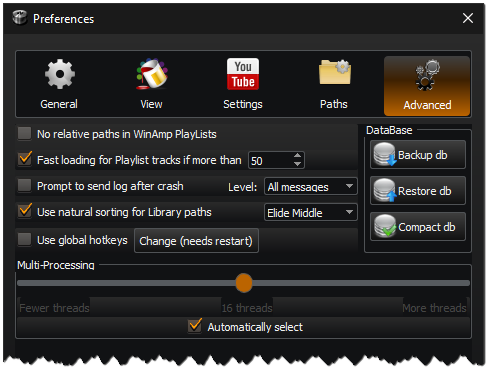 Preferences
You
Tube
General
View
Settings
Paths
Advanced
No relative paths in WinAmp PlayLists
Fast loading for Playlist tracks if more than 50
Prompt to send log after crash Level: All messages
Use natural sorting for Library paths Elide Middle
Use global hotkeys Change (needs restart)
DataBase
Backup db
Restore db
Compact db
Multi-Processing
Fewer threads 16 threads More threads
Automatically select